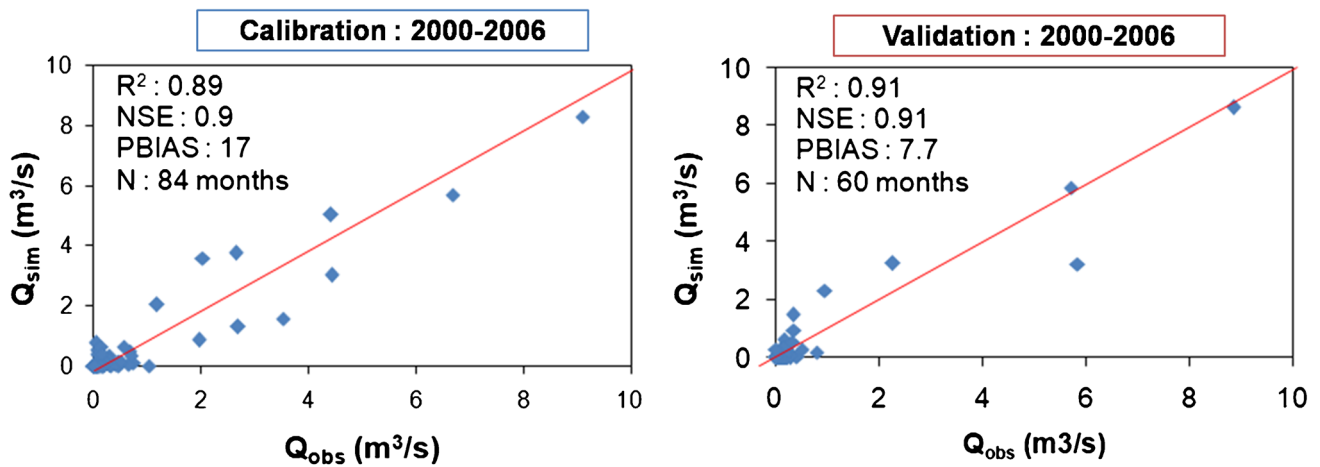 Calibration : 2000-2006
R² : 0.89
NSE : 0.9
PBIAS : 17
N : 84 months
10
8
6
4
2
0
Qsim (m³/s)
0 2 4 6 8 10
Qobs (m³/s)
Validation : 2000-2006
R² : 0.91
NSE : 0.91
PBIAS : 7.7
N : 60 months
10
8
6
4
2
0
Qsim (m³/s)
0 2 4 6 8 10
Qobs (m3/s)